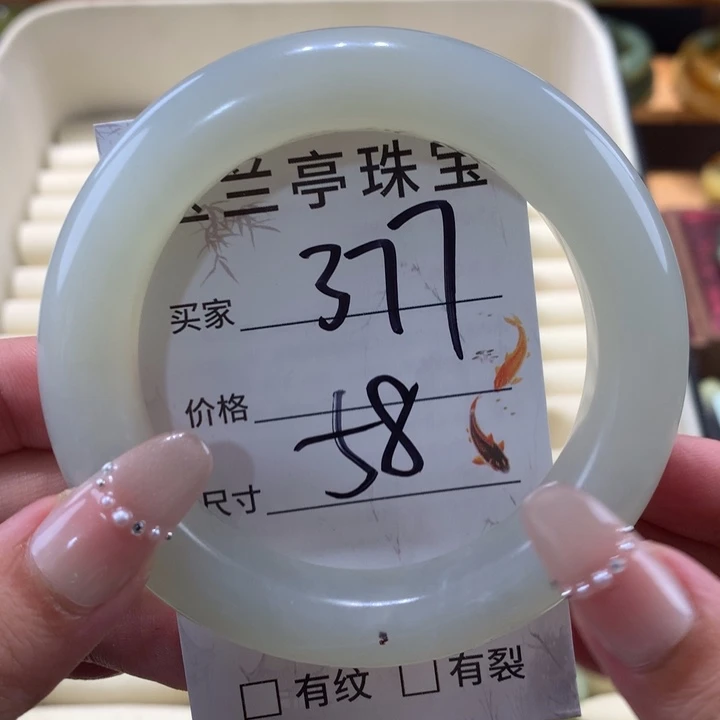 兰亭珠宝
买家 377
价格
尺寸 58
□ 有纹 □ 有裂